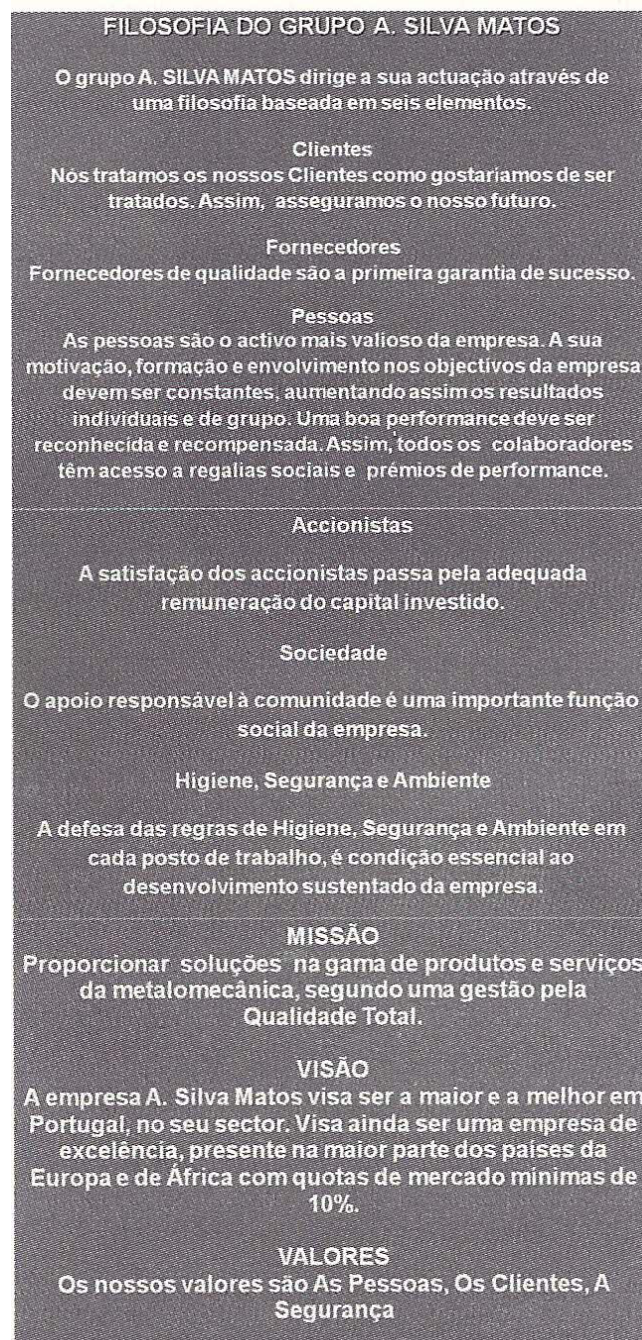 FILOSOFIA DO GRUPO A. SILVA MATOS
O grupo A. SILVA MATOS dirige a sua actuação através de
uma filosofia baseada em seis elementos.
Clientes
Nós tratamos os nossos Clientes como gostaríamos de ser
tratados. Assim, asseguramos o nosso futuro.
Fornecedores
Fornecedores de qualidade são a primeira garantia de sucesso.
Pessoas
As pessoas são o activo mais valioso da empresa. A sua
motivação, formação e envolvimento nos objectivos da empresa
devem ser constantes, aumentando assim os resultados
individuais e de grupo. Uma boa performance deve ser
reconhecida e recompensada. Assim, todos os colaboradores
têm acesso a regalias sociais e prémios de performance.
Accionistas
A satisfação dos accionistas passa pela adequada
remuneração do capital investido.
Sociedade
O apoio responsável à comunidade é uma importante função
social da empresa.
Higiene, Segurança e Ambiente
A defesa das regras de Higiene, Segurança e Ambiente em
cada posto de trabalho, é condição essencial ao
desenvolvimento sustentado da empresa.
MISSÃO
Proporcionar soluções na gama de produtos e serviços
da metalomecânica, segundo uma gestão pela
Qualidade Total.
VISÃO
A empresa A. Silva Matos visa ser a maior e a melhor em
Portugal, no seu sector. Visa ainda ser uma empresa de
excelência, presente na maior parte dos países da
Europa e de África com quotas de mercado mínimas de
10%.
VALORES
Os nossos valores são As Pessoas, Os Clientes, A
Segurança